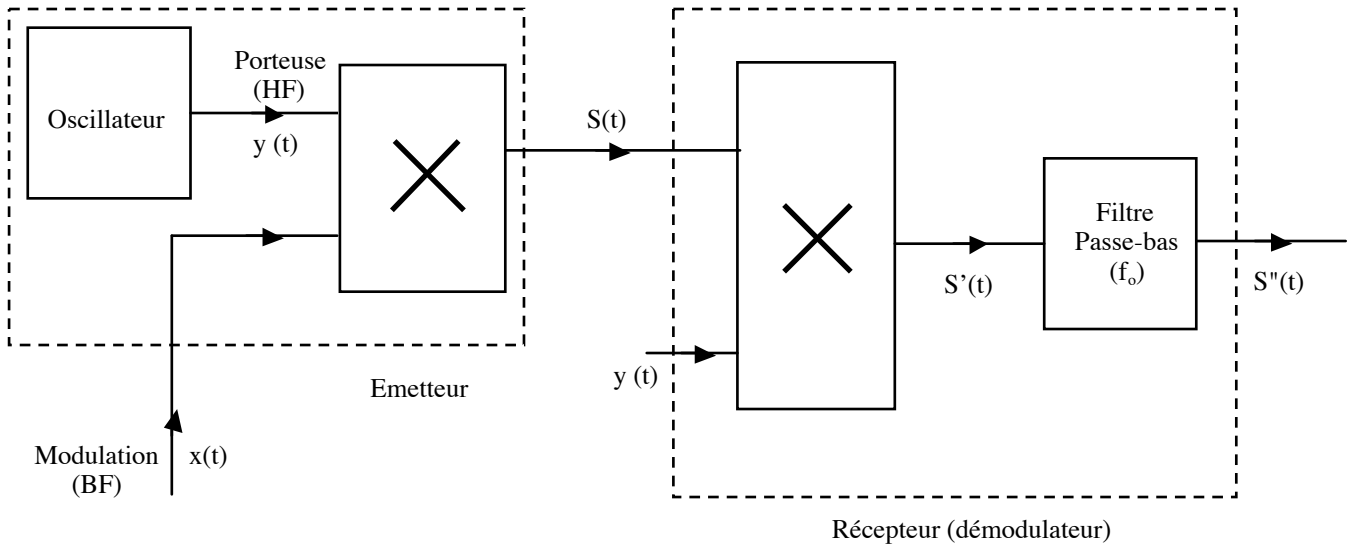 Oscillateur
Porteuse
(HF)
y (t)
S(t)
Emetteur
Modulation
(BF)
x(t)
y (t)
S’(t)
Filtre
Passe-bas
(fo)
S"(t)
Récepteur (démodulateur)